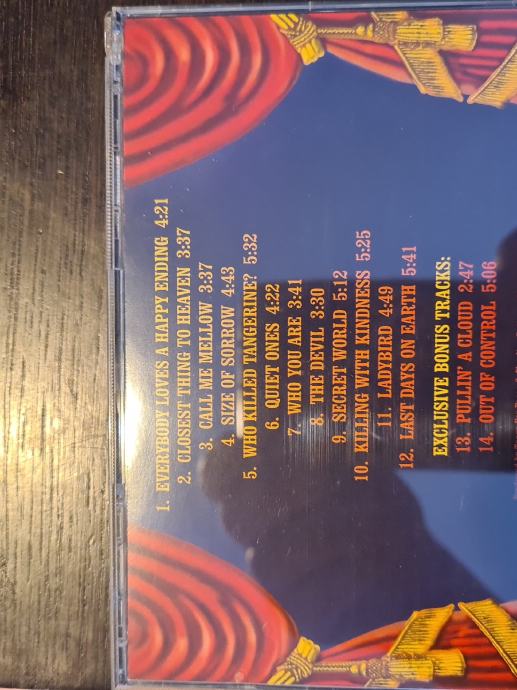 1. EVERYBODY LOVES A HAPPY ENDING 4:21
2. CLOSEST THING TO HEAVEN 3:37
3. CALL ME MELLOW 3:37
4. SIZE OF SORROW 4:43
5. WHO KILLED TANGERINE? 5:32
6. QUIET ONES 4:22
7. WHO YOU ARE 3:41
8. THE DEVIL 3:30
9. SECRET WORLD 5:12
10. KILLING WITH KINDNESS 5:25
11. LADYBIRD 4:49
12. LAST DAYS ON EARTH 5:41
EXCLUSIVE BONUS TRACKS:
13. PULLIN' A CLOUD 2:47
14. OUT OF CONTROL 5:06